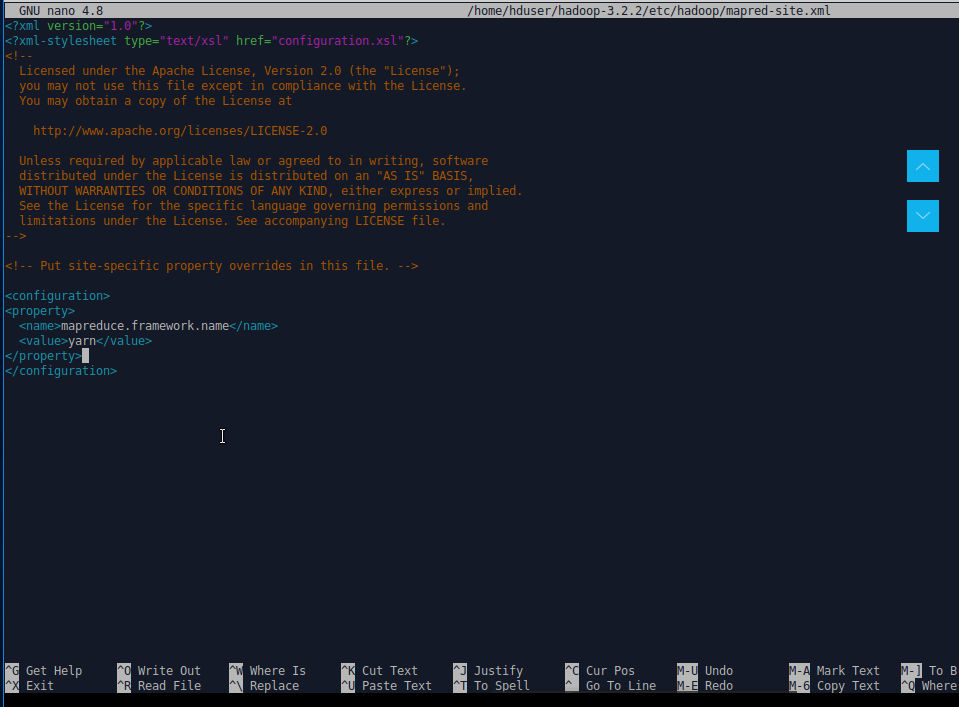 GNU nano 4.8 /home/hduser/hadoop-3.2.2/etc/hadoop/mapred-site.xml
<?xml version="1.0"?>
<?xml-stylesheet type="text/xsl" href="configuration.xsl"?>
<!--
  Licensed under the Apache License, Version 2.0 (the "License");
  you may not use this file except in compliance with the License.
  You may obtain a copy of the License at

    http://www.apache.org/licenses/LICENSE-2.0

  Unless required by applicable law or agreed to in writing, software
  distributed under the License is distributed on an "AS IS" BASIS,
  WITHOUT WARRANTIES OR CONDITIONS OF ANY KIND, either express or implied.
  See the License for the specific language governing permissions and
  limitations under the License. See accompanying LICENSE file.
-->

<!-- Put site-specific property overrides in this file. -->

<configuration>
<property>
  <name>mapreduce.framework.name</name>
  <value>yarn</value>
</property>
</configuration>
^G Get Help ^O Write Out ^W Where Is ^K Cut Text ^J Justify ^C Cur Pos M-U Undo M-A Mark Text M-] To B
^X Exit ^R Read File ^\ Replace ^U Paste Text ^T To Spell ^_ Go To Line M-E Redo M-6 Copy Text ^Q Where